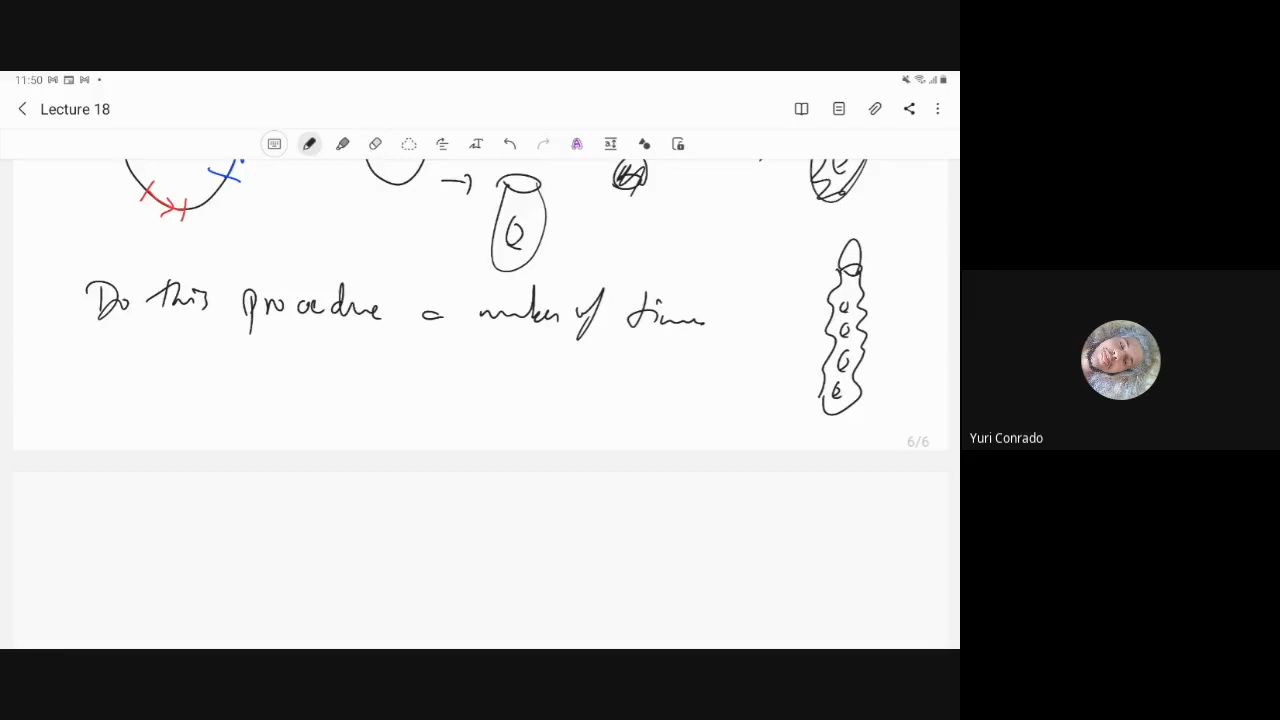 11:50
Lecture 18
Do this procedure a number of times
6/6
Yuri Conrado